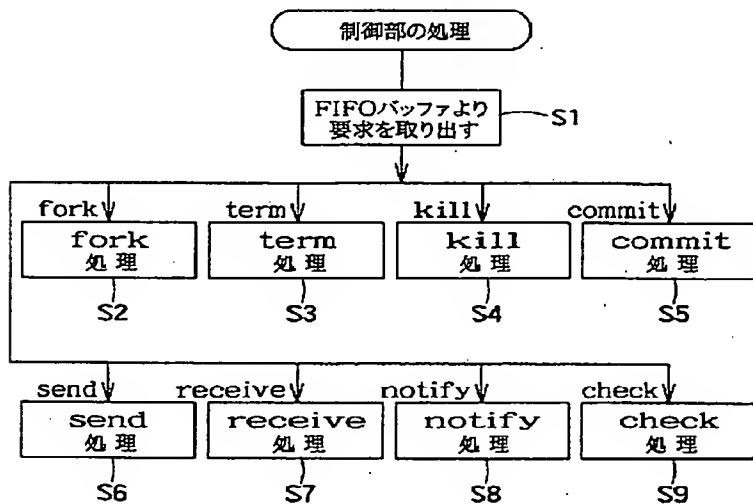 制御部の処理
FIFOバッファより
要求を取り出す
S1
fork
term
kill
commit
fork
処理
term
処理
kill
処理
commit
処理
S2
S3
S4
S5
send
receive
notify
check
send
処理
receive
処理
notify
処理
check
処理
S6
S7
S8
S9